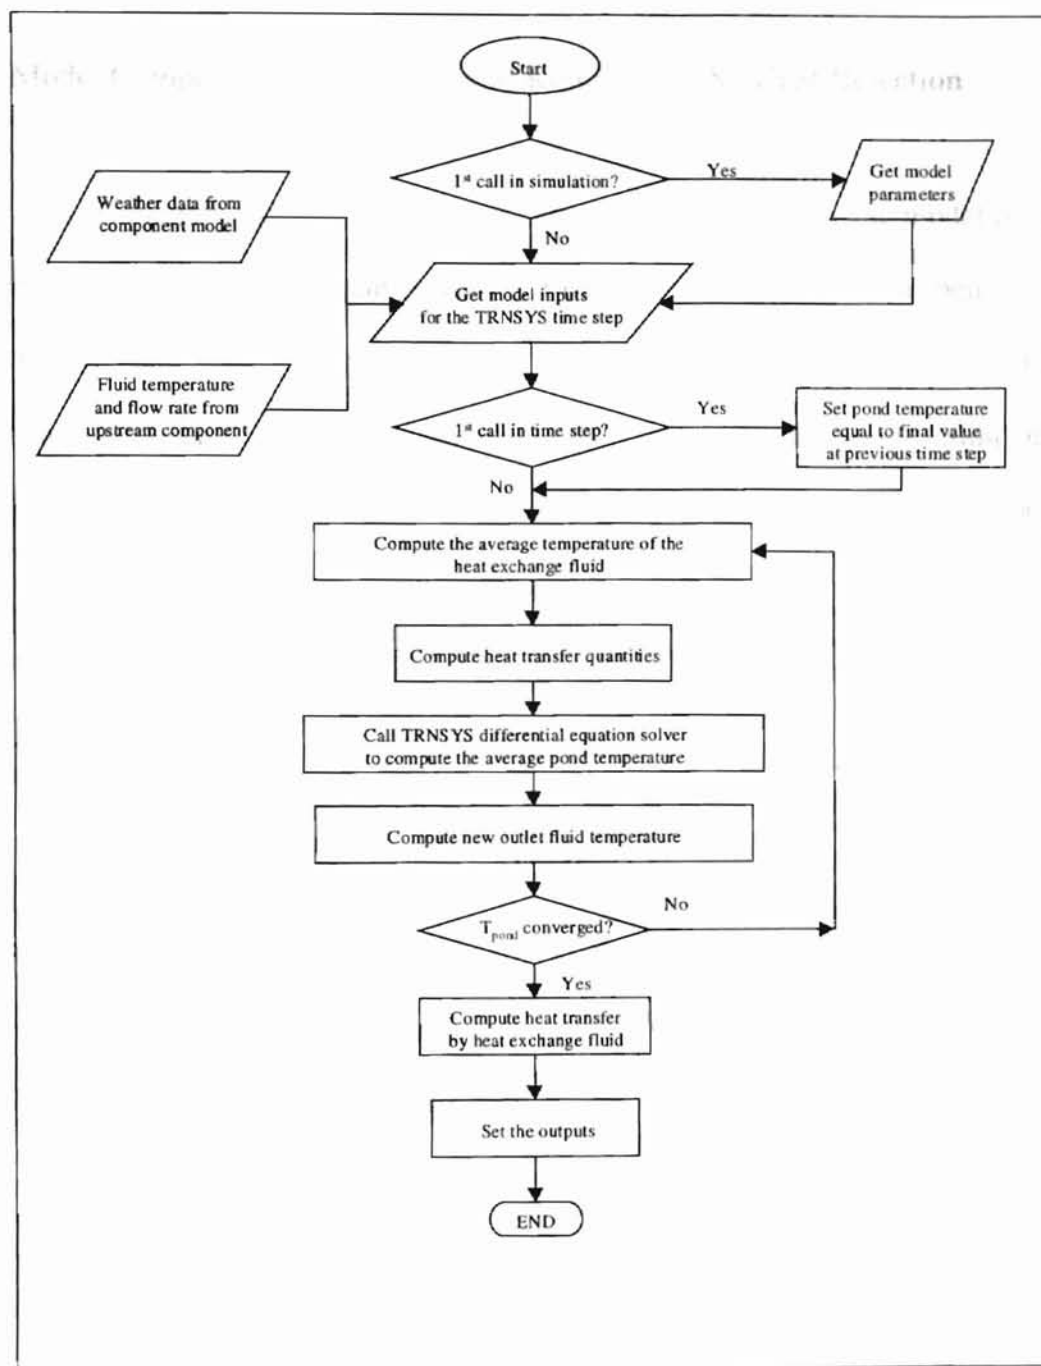 Start
1st call in simulation?
Yes
Get model
parameters
Weather data from
component model
No
Get model inputs
for the TRNSYS time step
Fluid temperature
and flow rate from
upstream component
1st call in time step?
Yes
Set pond temperature
equal to final value
at previous time step
No
Compute the average temperature of the
heat exchange fluid
Compute heat transfer quantities
Call TRNSYS differential equation solver
to compute the average pond temperature
Compute new outlet fluid temperature
Tpond converged?
No
Yes
Compute heat transfer
by heat exchange fluid
Set the outputs
END